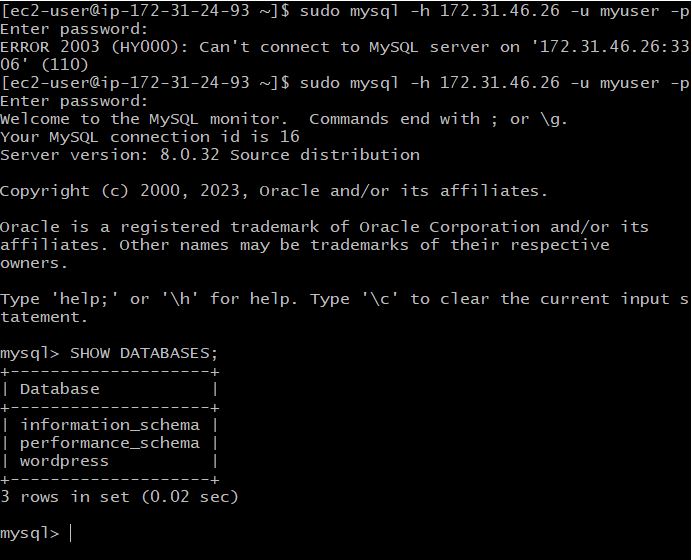 [ec2-user@ip-172-31-24-93 ~]$ sudo mysql -h 172.31.46.26 -u myuser -p
Enter password:
ERROR 2003 (HY000): Can't connect to MySQL server on '172.31.46.26:33
06' (110)
[ec2-user@ip-172-31-24-93 ~]$ sudo mysql -h 172.31.46.26 -u myuser -p
Enter password:
Welcome to the MySQL monitor.  Commands end with ; or \g.
Your MySQL connection id is 16
Server version: 8.0.32 Source distribution

Copyright (c) 2000, 2023, Oracle and/or its affiliates.

Oracle is a registered trademark of Oracle Corporation and/or its
affiliates. Other names may be trademarks of their respective
owners.

Type 'help;' or '\h' for help. Type '\c' to clear the current input s
tatement.

mysql> SHOW DATABASES;
+--------------------+
| Database           |
+--------------------+
| information_schema |
| performance_schema |
| wordpress          |
+--------------------+
3 rows in set (0.02 sec)

mysql>